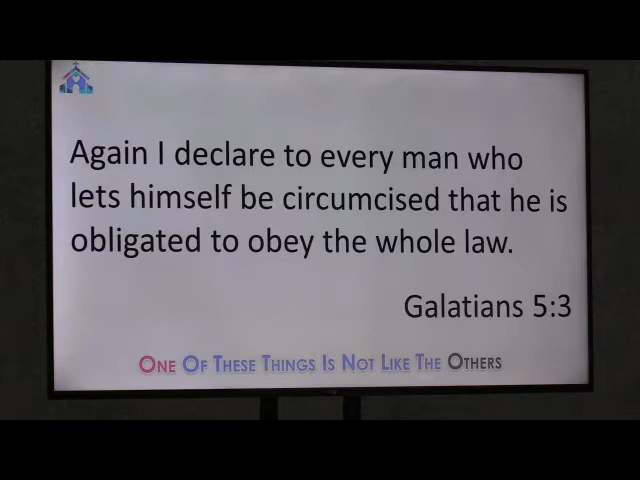 Again I declare to every man who
lets himself be circumcised that he is
obligated to obey the whole law.
Galatians 5:3
ONE OF THESE THINGS IS NOT LIKE THE OTHERS